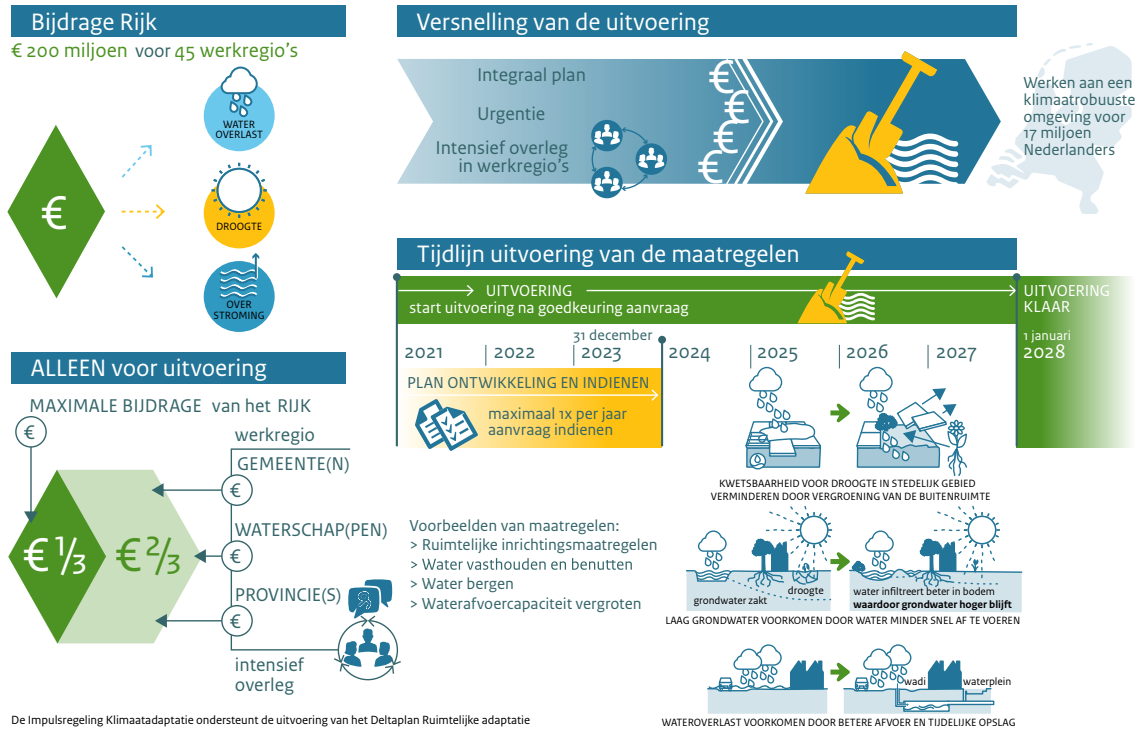 Bijdrage Rijk
€ 200 miljoen voor 45 werkregio's
€
WATER
OVERLAST
DROOGTE
OVER
STROMING
Versnelling van de uitvoering
Integraal plan
Urgentie
Intensief overleg
in werkregio's
€
€
€
€
Werken aan een
klimaatrobuuste
omgeving voor
17 miljoen
Nederlanders
Tijdlijn uitvoering van de maatregelen
UITVOERING
start uitvoering na goedkeuring aanvraag
UITVOERING
KLAAR
1 januari
2028
31 december
2021 2022 2023 2024 2025 2026 2027
PLAN ONTWIKKELING EN INDIENEN
maximaal 1x per jaar
aanvraag indienen
KWETSBAARHEID VOOR DROOGTE IN STEDELIJK GEBIED
VERMINDEREN DOOR VERGROENING VAN DE BUITENRUIMTE
grondwater zakt
droogte
water infiltreert beter in bodem
waardoor grondwater hoger blijft
LAAG GRONDWATER VOORKOMEN DOOR WATER MINDER SNEL AF TE VOEREN
wadi
waterplein
WATEROVERLAST VOORKOMEN DOOR BETERE AFVOER EN TIJDELIJKE OPSLAG
ALLEEN voor uitvoering
MAXIMALE BIJDRAGE van het RIJK
€
werkregio
GEMEENTE(N)
€
WATERSCHAP(PEN)
€
PROVINCIE(S)
€
intensief
overleg
€ 1/3
€ 2/3
Voorbeelden van maatregelen:
> Ruimtelijke inrichtingsmaatregelen
> Water vasthouden en benutten
> Water bergen
> Waterafvoercapaciteit vergroten
De Impulsregeling Klimaatadaptatie ondersteunt de uitvoering van het Deltaplan Ruimtelijke adaptatie